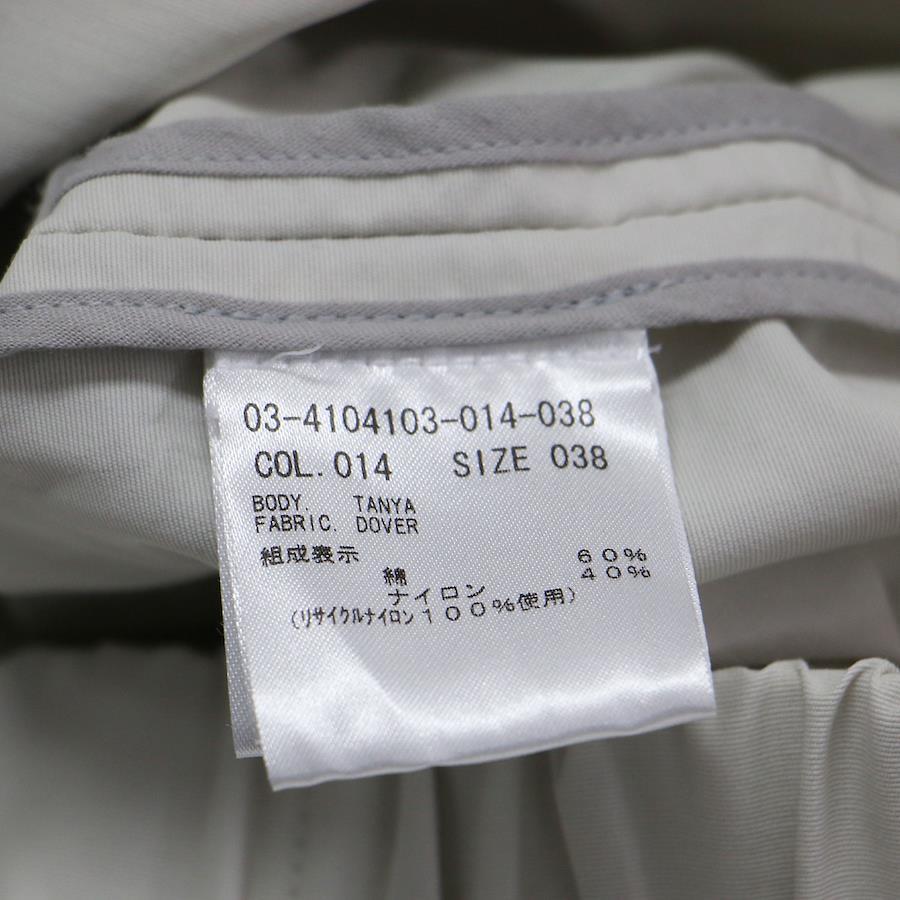 03-4104103-014-038
COL.014 SIZE 038
BODY. TANYA
FABRIC. DOVER
組成表示
綿 60%
ナイロン 40%
(リサイクルナイロン100%使用)